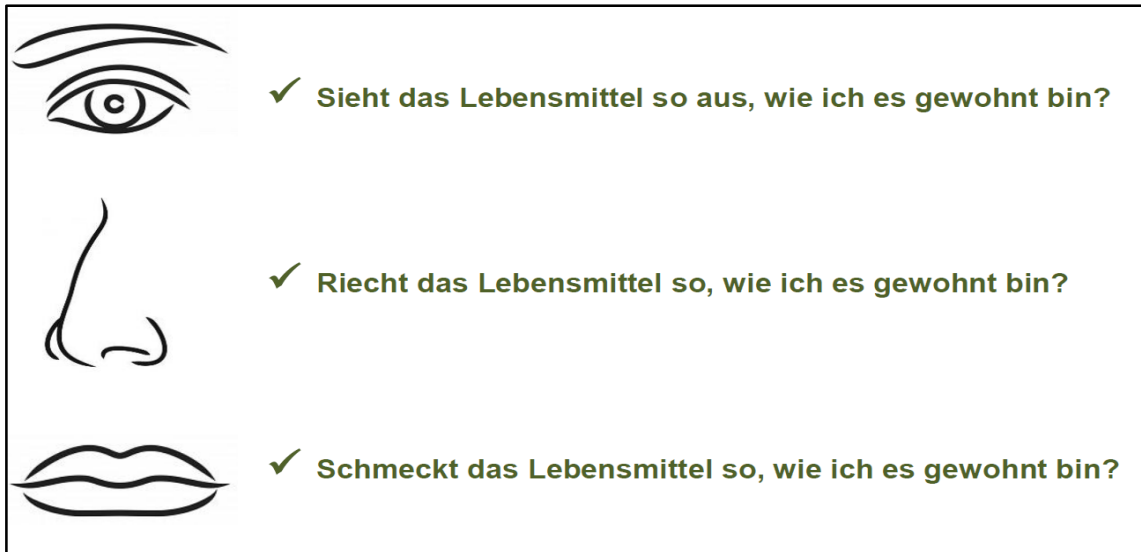 ✓ Sieht das Lebensmittel so aus, wie ich es gewohnt bin?
✓ Riecht das Lebensmittel so, wie ich es gewohnt bin?
✓ Schmeckt das Lebensmittel so, wie ich es gewohnt bin?